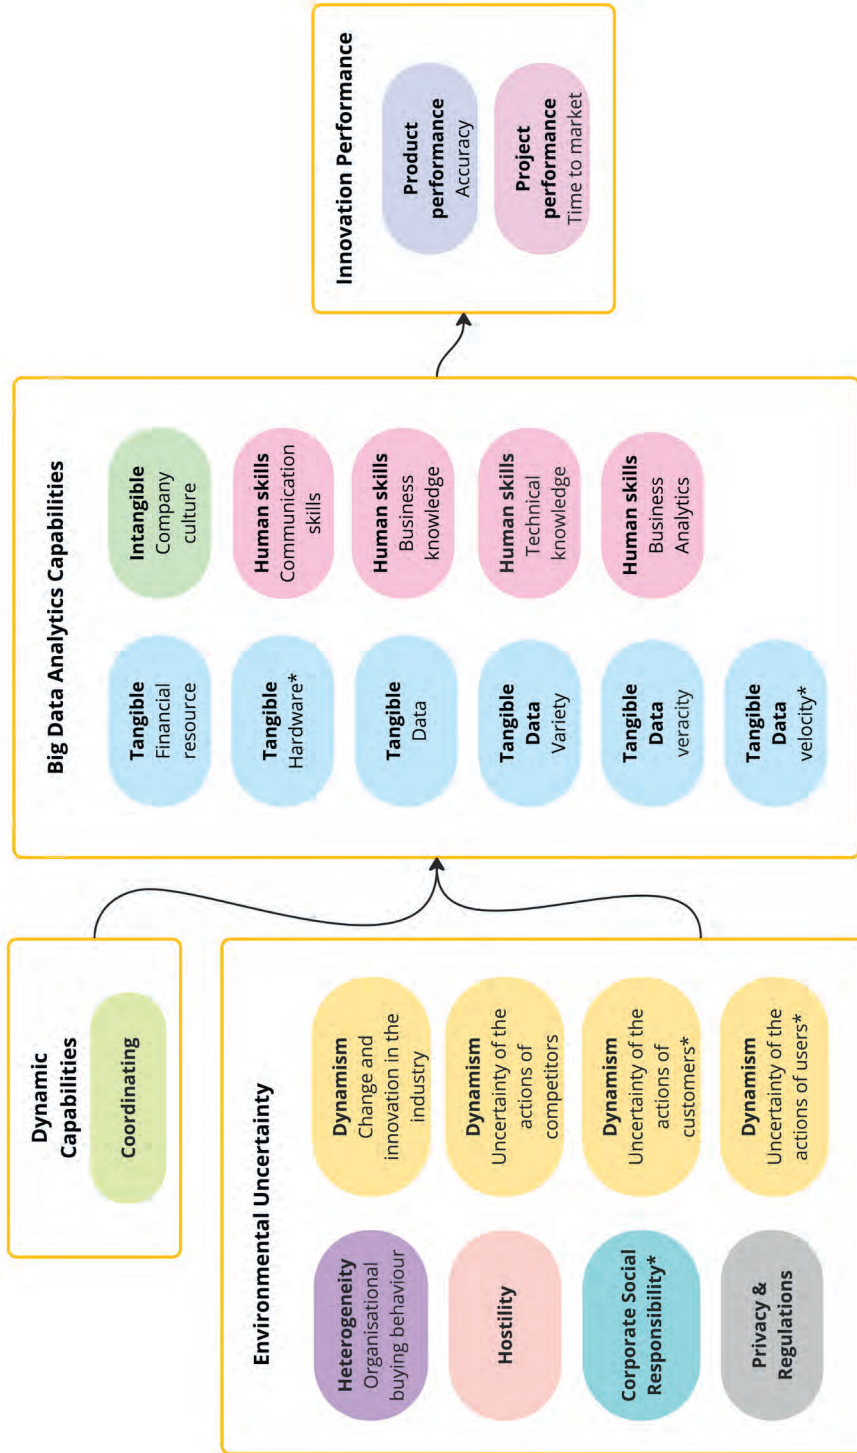 Dynamic
Capabilities
Coordinating
Environmental Uncertainty
Heterogeneity
Organisational
buying behaviour
Hostility
Corporate Social
Responsibility*
Privacy &
Regulations
Dynamism
Change and
innovation in the
industry
Dynamism
Uncertainty of the
actions of
competitors
Dynamism
Uncertainty of the
actions of
customers*
Dynamism
Uncertainty of the
actions of users*
Big Data Analytics Capabilities
Tangible
Financial
resource
Tangible
Hardware*
Tangible
Data
Tangible
Data
Variety
Tangible
Data
veracity
Tangible
Data
velocity*
Intangible
Company
culture
Human skills
Communication
skills
Human skills
Business
knowledge
Human skills
Technical
knowledge
Human skills
Business
Analytics
Innovation Performance
Product
performance
Accuracy
Project
performance
Time to market